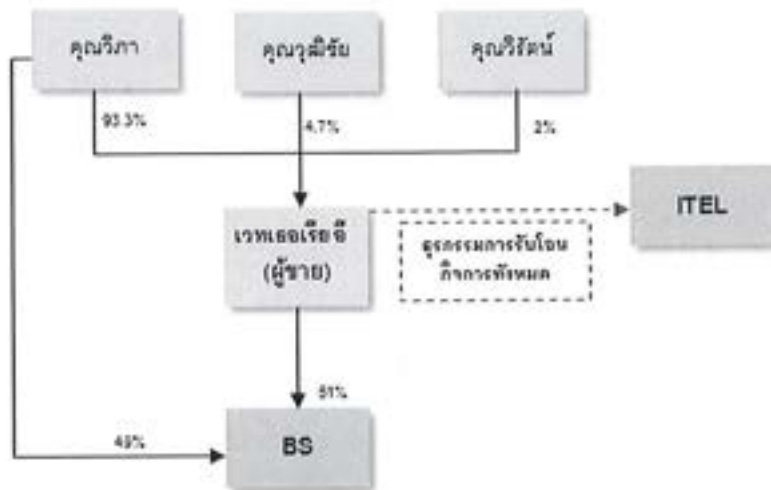 คุณวิภา
คุณวุฒิชัย
คุณวิรัตน์
93.3%
4.7%
2%
เวทเธอเรีย อี
(ผู้ขาย)
ธุรกรรมการรับโอน
กิจการทั้งหมด
ITEL
51%
49%
BS